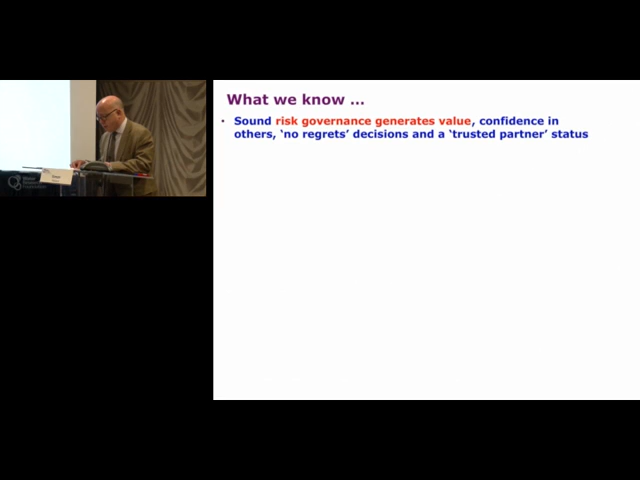 What we know ...
• Sound risk governance generates value, confidence in
others, ‘no regrets’ decisions and a ‘trusted partner’ status